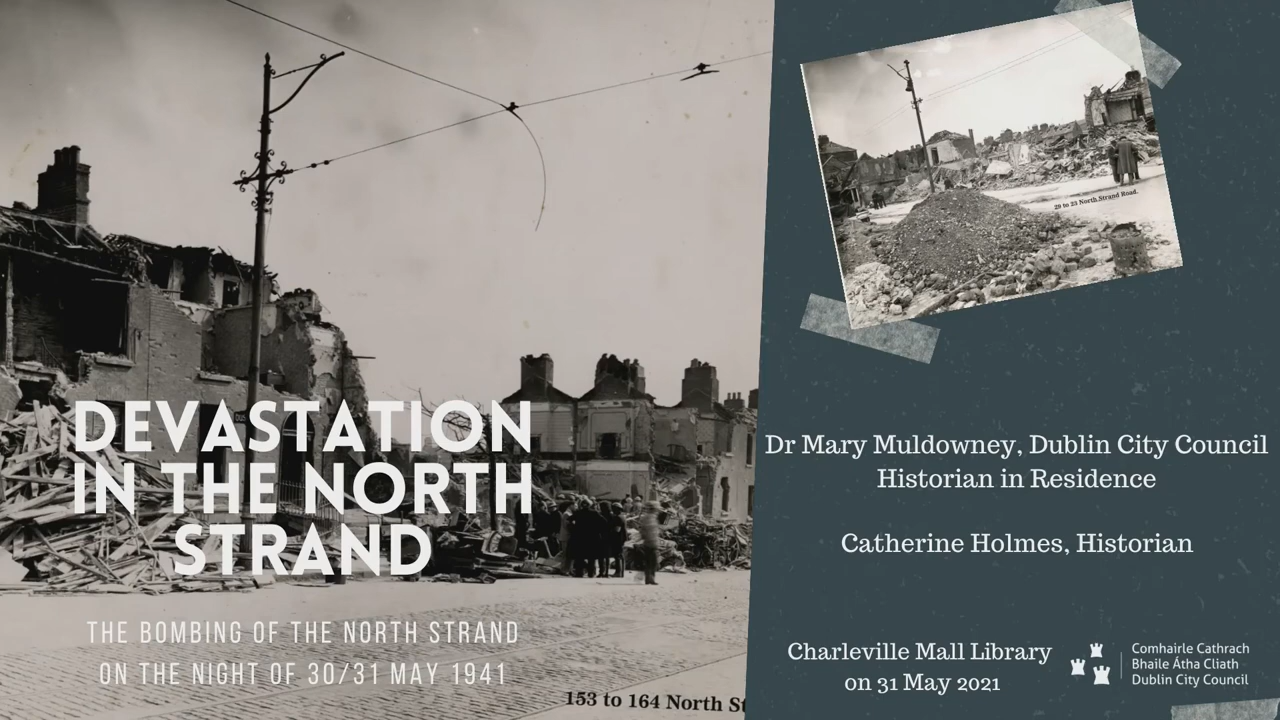 DEVASTATION
IN THE NORTH
STRAND
THE BOMBING OF THE NORTH STRAND
ON THE NIGHT OF 30/31 MAY 1941
153 to 164 North St
29 to 25 North Strand Road.
Dr Mary Muldowney, Dublin City Council
Historian in Residence
Catherine Holmes, Historian
Charleville Mall Library
on 31 May 2021
Comhairle Cathrach
Bhaile Átha Cliath
Dublin City Council